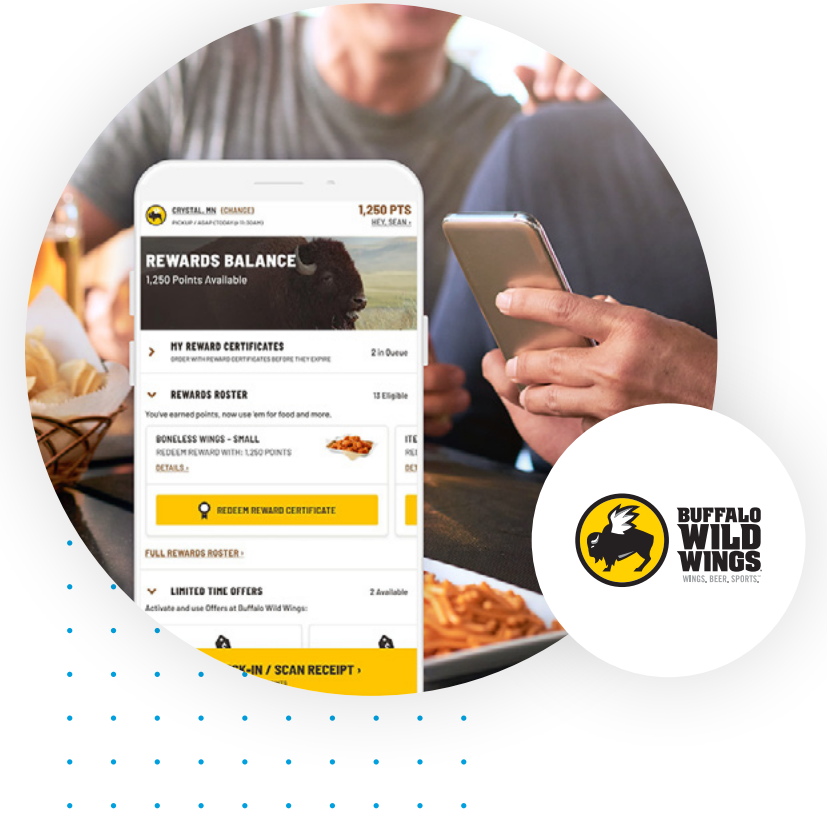 CRYSTAL, MN (CHANGE)
1,250 PTS
HEY, SEAN ›
REWARDS BALANCE
1,250 Points Available
MY REWARD CERTIFICATES
ORDER WITH REWARD CERTIFICATES BEFORE THEY EXPIRE
2 in Queue
REWARDS ROSTER
13 Eligible
You've earned points, now use 'em for food and more.
BONELESS WINGS - SMALL
REDEEM REWARD WITH: 1,250 POINTS
DETAILS ›
REDEEM REWARD CERTIFICATE
FULL REWARDS ROSTER ›
LIMITED TIME OFFERS
2 Available
Activate and use Offers at Buffalo Wild Wings:
CK-IN / SCAN RECEIPT ›
BUFFALO
WILD
WINGS
WINGS. BEER. SPORTS.™